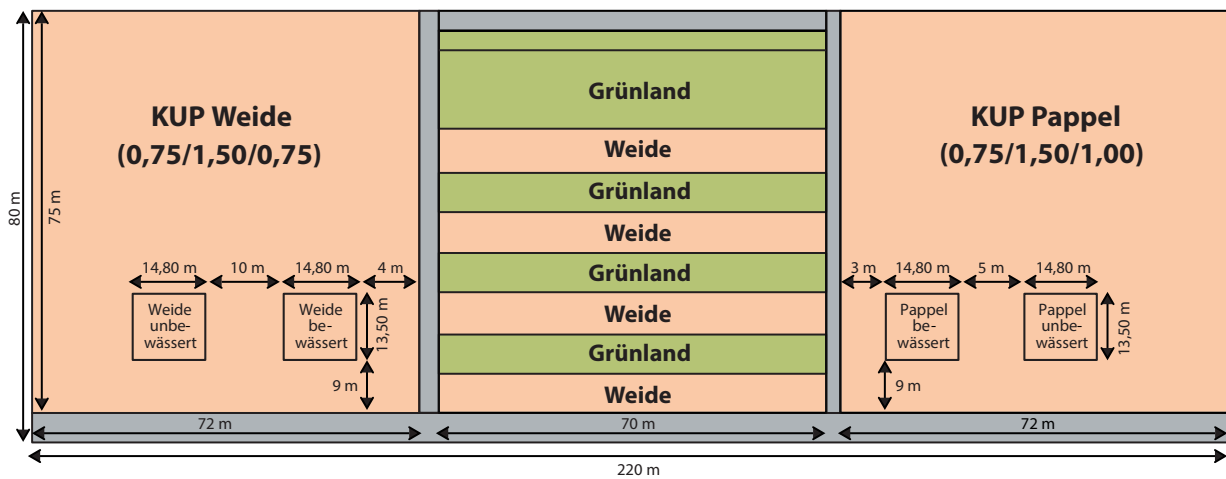 KUP Weide
(0,75/1,50/0,75)
80 m
75 m
14,80 m
10 m
14,80 m
4 m
Weide
unbe-
wässert
Weide
be-
wässert
13,50 m
9 m
72 m
Grünland
Weide
Grünland
Weide
Grünland
Weide
Grünland
Weide
70 m
KUP Pappel
(0,75/1,50/1,00)
3 m
14,80 m
5 m
14,80 m
Pappel
be-
wässert
Pappel
unbe-
wässert
13,50 m
9 m
72 m
220 m